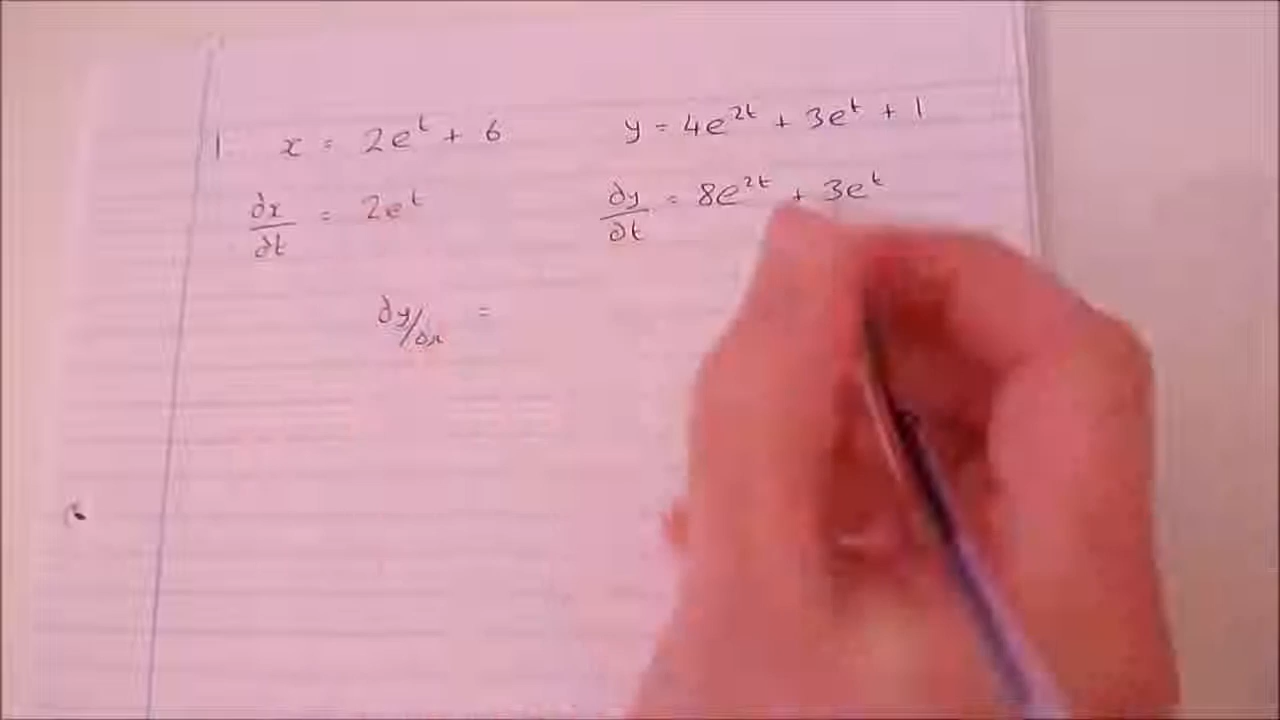 1. x = 2e^t + 6 y = 4e^2t + 3e^t + 1
dx/dt = 2e^t dy/dt = 8e^2t + 3e^t
dy/dx =